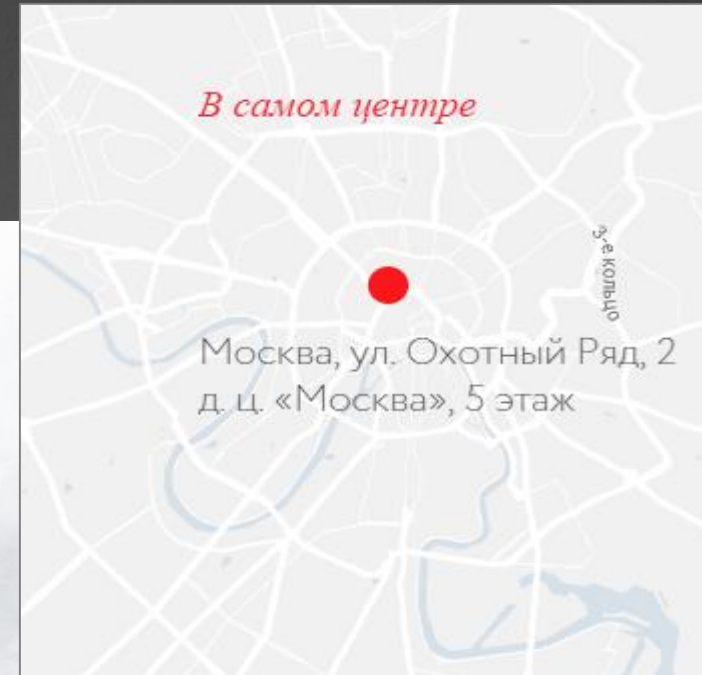 В самом центре
3-е кольцо
Москва, ул. Охотный Ряд, 2
д. ц. «Москва», 5 этаж